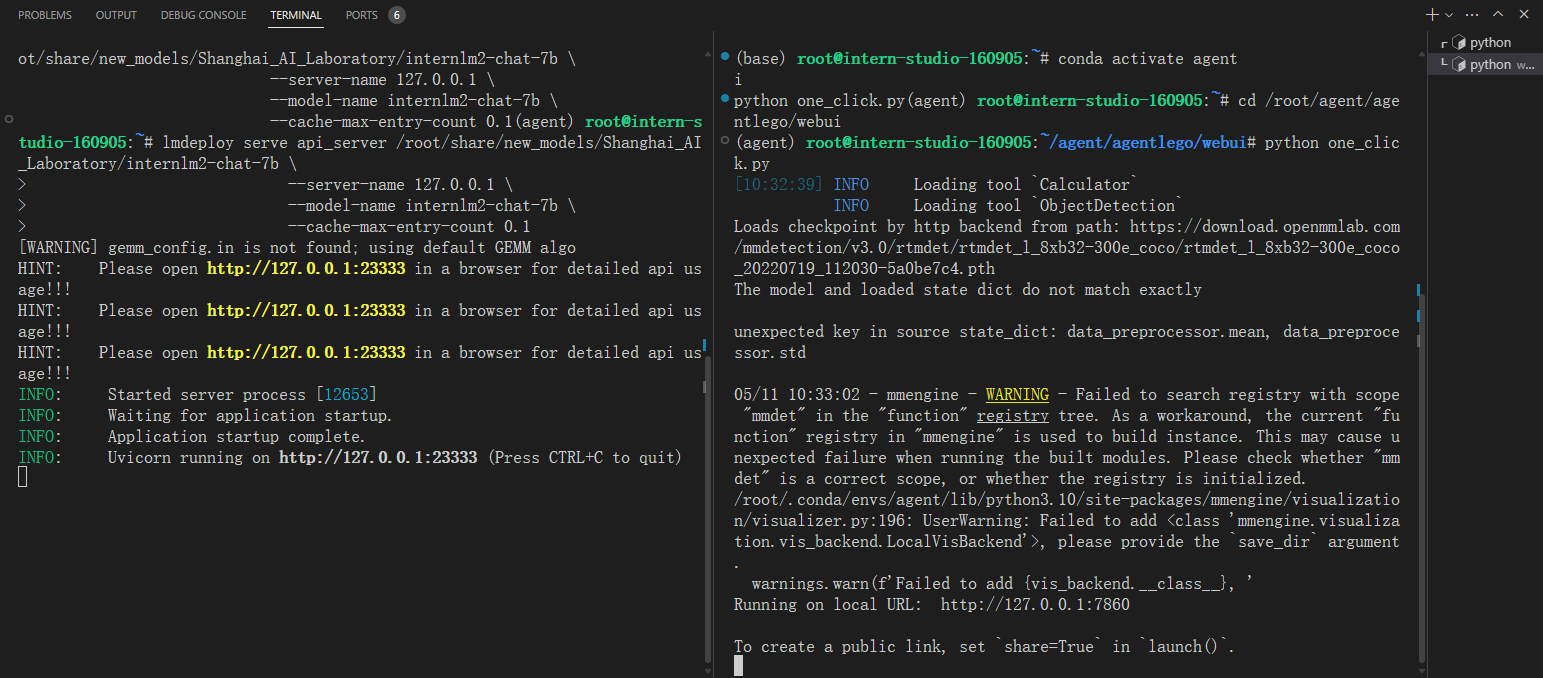 PROBLEMS OUTPUT DEBUG CONSOLE TERMINAL PORTS 6
ot/share/new_models/Shanghai_AI_Laboratory/internlm2-chat-7b \
--server-name 127.0.0.1 \
--model-name internlm2-chat-7b \
--cache-max-entry-count 0.1(agent) root@intern-s
tudio-160905:~# lmdeploy serve api_server /root/share/new_models/Shanghai_AI
_Laboratory/internlm2-chat-7b \
> --server-name 127.0.0.1 \
> --model-name internlm2-chat-7b \
> --cache-max-entry-count 0.1
[WARNING] gemm_config.in is not found; using default GEMM algo
HINT: Please open http://127.0.0.1:23333 in a browser for detailed api us
age!!!
HINT: Please open http://127.0.0.1:23333 in a browser for detailed api us
age!!!
HINT: Please open http://127.0.0.1:23333 in a browser for detailed api us
age!!!
INFO: Started server process [12653]
INFO: Waiting for application startup.
INFO: Application startup complete.
INFO: Uvicorn running on http://127.0.0.1:23333 (Press CTRL+C to quit)
(base) root@intern-studio-160905:~# conda activate agent
i
python one_click.py(agent) root@intern-studio-160905:~# cd /root/agent/age
ntlego/webui
(agent) root@intern-studio-160905:~/agent/agentlego/webui# python one_clic
k.py
[10:32:39] INFO Loading tool `Calculator`
INFO Loading tool `ObjectDetection`
Loads checkpoint by http backend from path: https://download.openmmlab.com
/mmdetection/v3.0/rtmdet/rtmdet_l_8xb32-300e_coco/rtmdet_l_8xb32-300e_coco
_20220719_112030-5a0be7c4.pth
The model and loaded state dict do not match exactly
unexpected key in source state_dict: data_preprocessor.mean, data_preproce
ssor.std
05/11 10:33:02 - mmengine - WARNING - Failed to search registry with scope
"mmdet" in the "function" registry tree. As a workaround, the current "fu
nction" registry in "mmengine" is used to build instance. This may cause u
nexpected failure when running the built modules. Please check whether "mm
det" is a correct scope, or whether the registry is initialized.
/root/.conda/envs/agent/lib/python3.10/site-packages/mmengine/visualizatio
n/visualizer.py:196: UserWarning: Failed to add <class 'mmengine.visualiza
tion.vis_backend.LocalVisBackend'>, please provide the `save_dir` argument
.
warnings.warn(f'Failed to add {vis_backend.__class__}, '
Running on local URL: http://127.0.0.1:7860
To create a public link, set `share=True` in `launch()`.
python
python w...